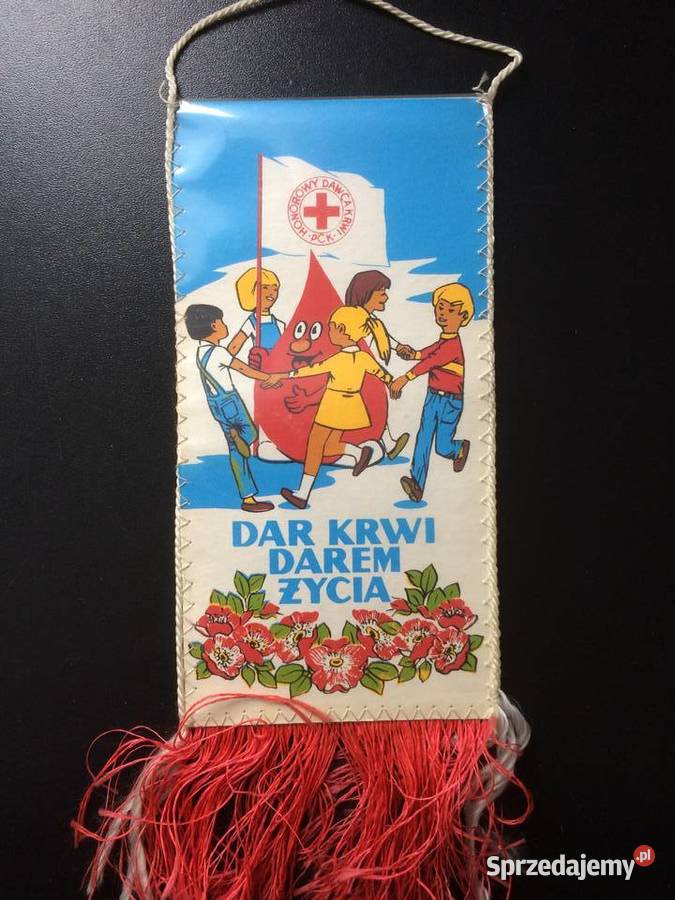 HONOROWY DAWCA KRWI
· PCK ·
DAR KRWI
DAREM
ŻYCIA
Sprzedajemy.pl